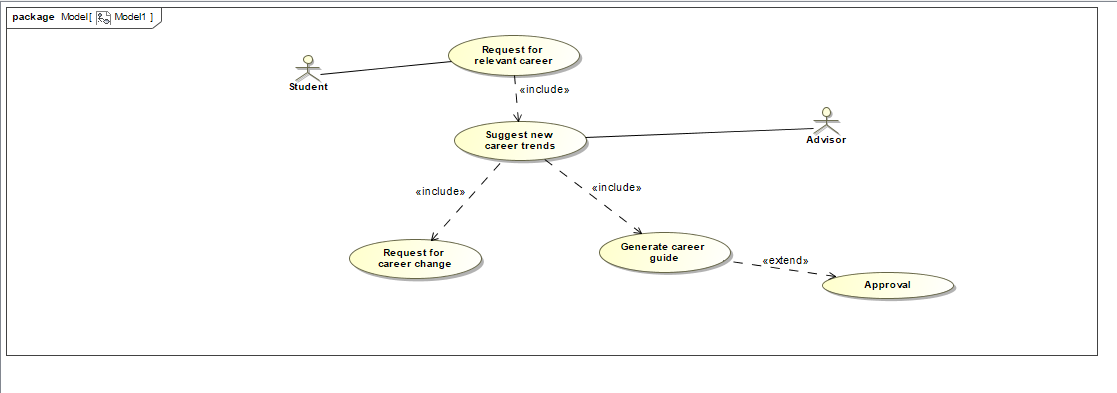 package Model [ Model1 ]
Request for
relevant career
Student
«include»
Suggest new
career trends
Advisor
«include»
«include»
Request for
career change
Generate career
guide
«extend»
Approval